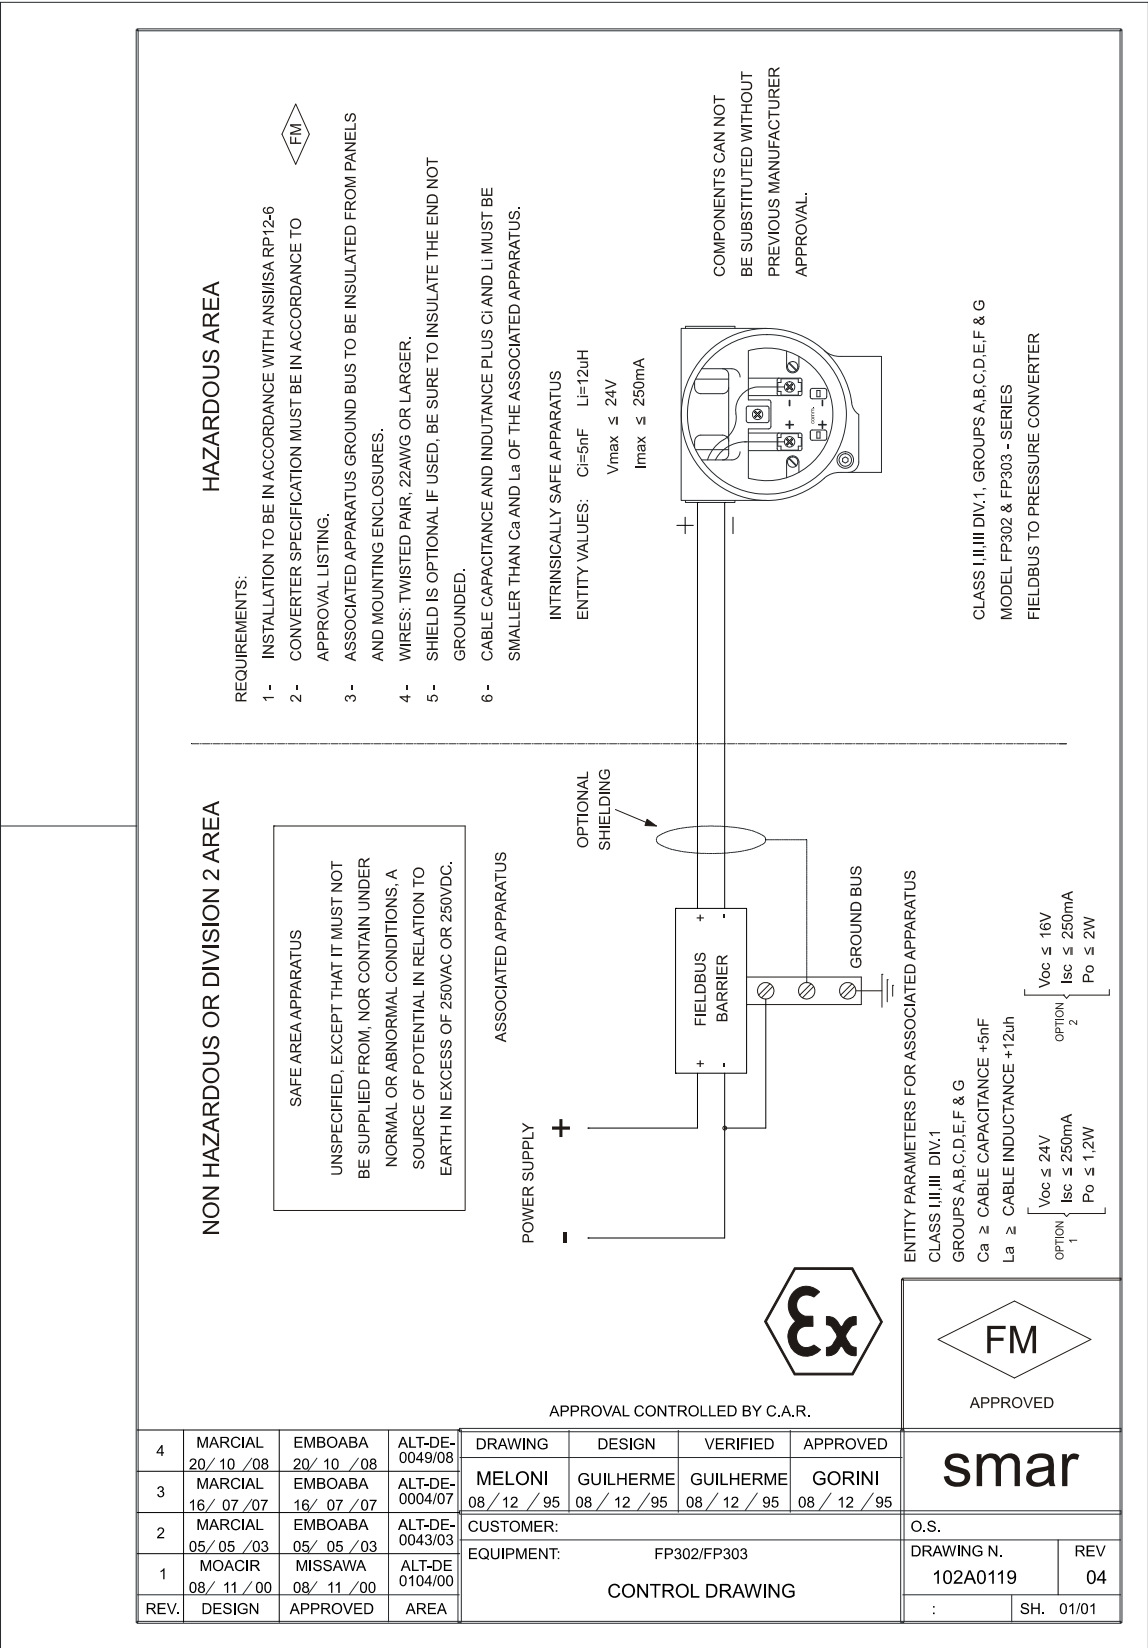 HAZARDOUS AREA
REQUIREMENTS:
1 - INSTALLATION TO BE IN ACCORDANCE WITH ANSI/ISA RP12-6
2 - CONVERTER SPECIFICATION MUST BE IN ACCORDANCE TO
APPROVAL LISTING.
FM
3 - ASSOCIATED APPARATUS GROUND BUS TO BE INSULATED FROM PANELS
AND MOUNTING ENCLOSURES.
4 - WIRES: TWISTED PAIR, 22AWG OR LARGER.
5 - SHIELD IS OPTIONAL IF USED, BE SURE TO INSULATE THE END NOT
GROUNDED.
6 - CABLE CAPACITANCE AND INDUTANCE PLUS Ci AND Li MUST BE
SMALLER THAN Ca AND La OF THE ASSOCIATED APPARATUS.
INTRINSICALLY SAFE APPARATUS
ENTITY VALUES: Ci=5nF Li=12uH
Vmax ≤ 24V
Imax ≤ 250mA
COMPONENTS CAN NOT
BE SUBSTITUTED WITHOUT
PREVIOUS MANUFACTURER
APPROVAL.
+
-
+ -
+ -
CLASS I,II,III DIV.1, GROUPS A,B,C,D,E,F & G
MODEL FP302 & FP303 - SERIES
FIELDBUS TO PRESSURE CONVERTER
NON HAZARDOUS OR DIVISION 2 AREA
SAFE AREA APPARATUS
UNSPECIFIED, EXCEPT THAT IT MUST NOT
BE SUPPLIED FROM, NOR CONTAIN UNDER
NORMAL OR ABNORMAL CONDITIONS, A
SOURCE OF POTENTIAL IN RELATION TO
EARTH IN EXCESS OF 250VAC OR 250VDC.
ASSOCIATED APPARATUS
POWER SUPPLY
- +
OPTIONAL
SHIELDING
+ +
FIELDBUS
BARRIER
- -
GROUND BUS
ENTITY PARAMETERS FOR ASSOCIATED APPARATUS
CLASS I,II,III DIV.1
GROUPS A,B,C,D,E,F & G
Ca ≥ CABLE CAPACITANCE +5nF
La ≥ CABLE INDUCTANCE +12uh
OPTION
1
Voc ≤ 24V
Isc ≤ 250mA
Po ≤ 1,2W
OPTION
2
Voc ≤ 16V
Isc ≤ 250mA
Po ≤ 2W
Ex
FM
APPROVED
APPROVAL CONTROLLED BY C.A.R.
4 MARCIAL EMBOABA ALT-DE-
20/ 10 /08 20/ 10 /08 0049/08
3 MARCIAL EMBOABA ALT-DE-
16/ 07 /07 16/ 07 /07 0004/07
2 MARCIAL EMBOABA ALT-DE-
05/ 05 /03 05/ 05 /03 0043/03
1 MOACIR MISSAWA ALT-DE
08/ 11 /00 08/ 11 /00 0104/00
REV. DESIGN APPROVED AREA
DRAWING DESIGN VERIFIED APPROVED
MELONI GUILHERME GUILHERME GORINI
08 / 12 / 95 08 / 12 / 95 08 / 12 / 95 08 / 12 / 95
CUSTOMER:
EQUIPMENT: FP302/FP303
CONTROL DRAWING
smar
O.S.
DRAWING N. REV
102A0119 04
: SH. 01/01